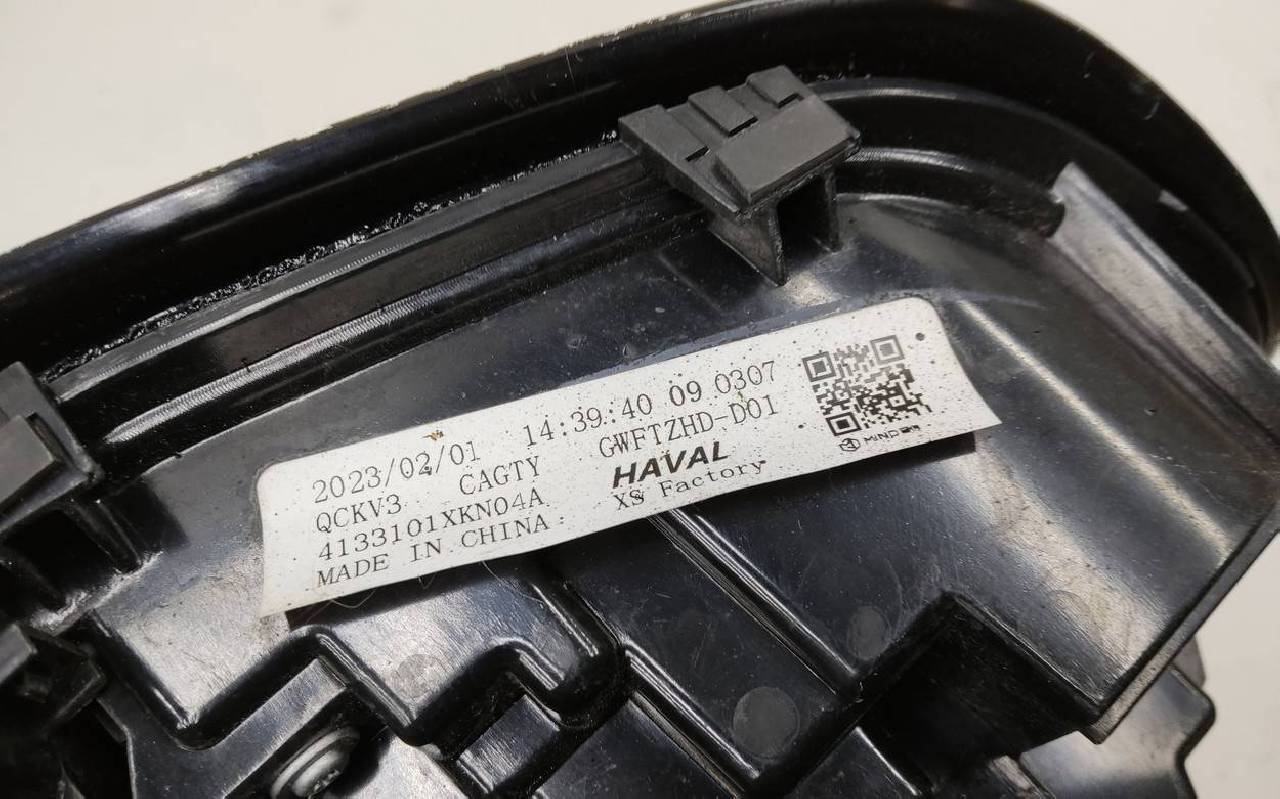 2023/02/01 14:39:40 09 0307
QCKV3 CAGTY GWFTZHD-D01
4133101XKN04A HAVAL
MADE IN CHINA XS Factory
MIND